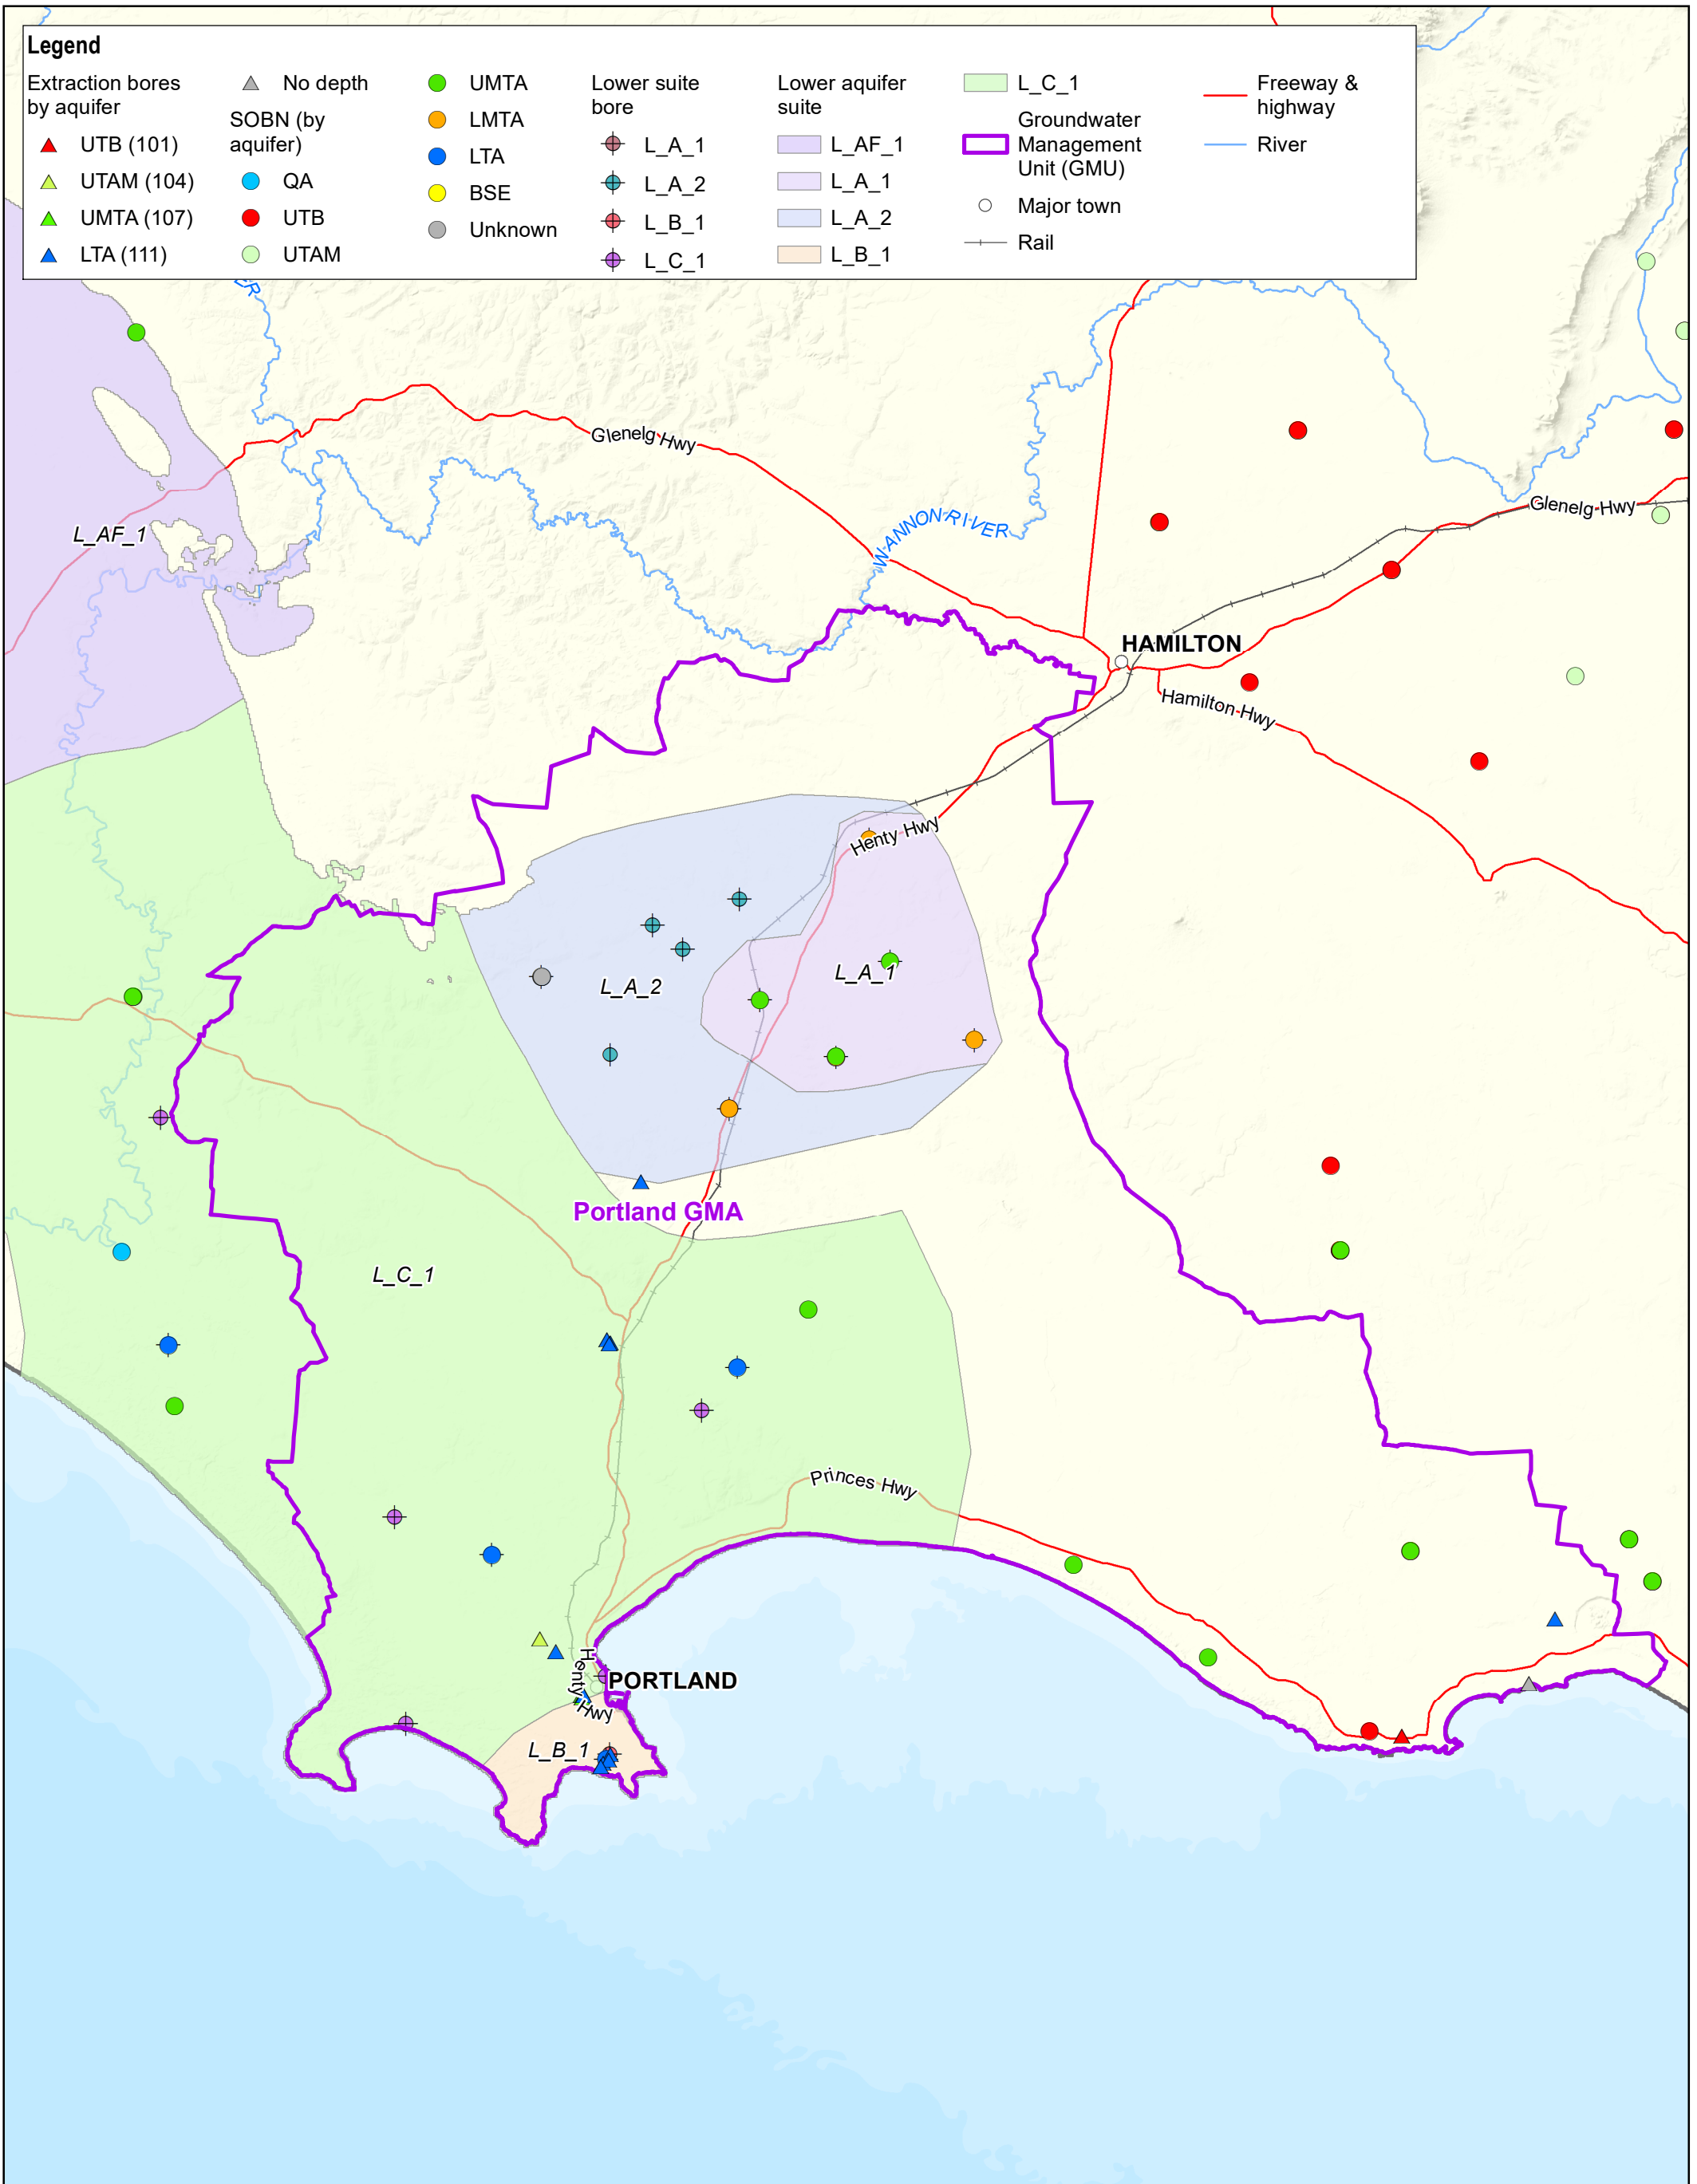 Legend
Extraction bores
by aquifer
UTB (101)
UTAM (104)
UMTA (107)
LTA (111)
No depth
SOBN (by
aquifer)
QA
UTB
UTAM
UMTA
LMTA
LTA
BSE
Unknown
Lower suite
bore
L_A_1
L_A_2
L_B_1
L_C_1
Lower aquifer
suite
L_AF_1
L_A_1
L_A_2
L_B_1
L_C_1
Groundwater
Management
Unit (GMU)
Major town
Rail
Freeway &
highway
River
ER
Glenelg Hwy
Glenelg Hwy
L_AF_1
WANNON RIVER
HAMILTON
Hamilton Hwy
Henty Hwy
L_A_1
L_A_2
Portland GMA
L_C_1
Princes Hwy
Henty Hwy
PORTLAND
L_B_1